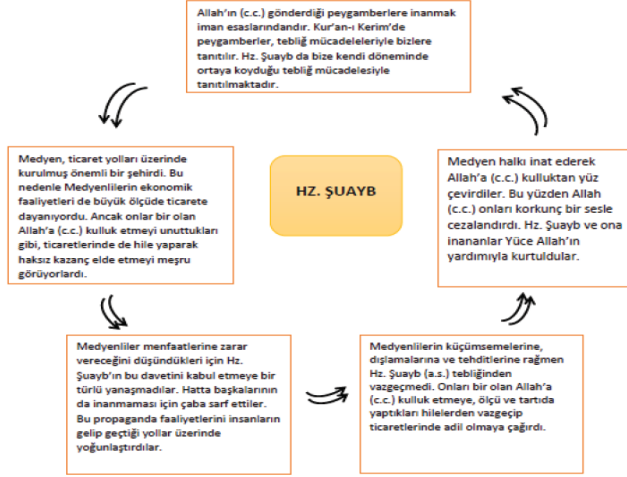 Allah'ın (c.c.) gönderdiği peygamberlere inanmak
iman esaslarındandır. Kur'an-ı Kerim'de
peygamberler, tebliğ mücadeleleriyle bizlere
tanıtılır. Hz. Şuayb da bize kendi döneminde
ortaya koyduğu tebliğ mücadelesiyle
tanıtılmaktadır.
Medyen, ticaret yolları üzerinde
kurulmuş önemli bir şehirdi. Bu
nedenle Medyenlilerin ekonomik
faaliyetleri de büyük ölçüde ticarete
dayanıyordu. Ancak onlar bir olan
Allah'a (c.c.) kulluk etmeyi unuttukları
gibi, ticaretlerinde de hile yaparak
haksız kazanç elde etmeyi meşru
görüyorlardı.
HZ. ŞUAYB
Medyen halkı inat ederek
Allah'a (c.c.) kulluktan yüz
çevirdiler. Bu yüzden Allah
(c.c.) onları korkunç bir sesle
cezalandırdı. Hz. Şuayb ve ona
inananlar Yüce Allah'ın
yardımıyla kurtuldular.
Medyenliler menfaatlerine zarar
vereceğini düşündükleri için Hz.
Şuayb'ın bu davetini kabul etmeye bir
türlü yanaşmadılar. Hatta başkalarının
da inanmaması için çaba sarf ettiler.
Bu propaganda faaliyetlerini insanların
gelip geçtiği yollar üzerinde
yoğunlaştırdılar.
Medyenlilerin küçümsemelerine,
dışlamalarına ve tehditlerine rağmen
Hz. Şuayb (a.s.) tebliğinden
vazgeçmedi. Onları bir olan Allah'a
(c.c.) kulluk etmeye, ölçü ve tartıda
yaptıkları hilelerden vazgeçip
ticaretlerinde adil olmaya çağırdı.